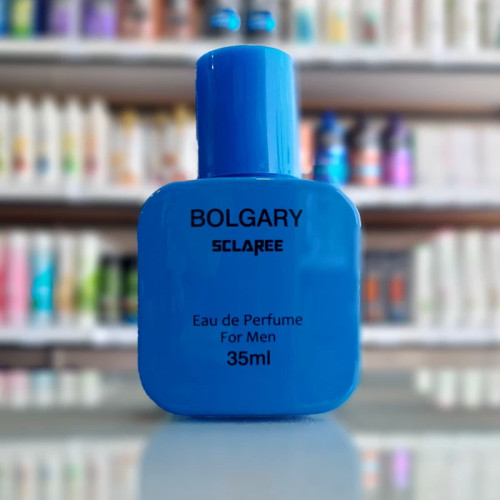 BOLGARY
SCLAREE
Eau de Perfume
For Men
35ml